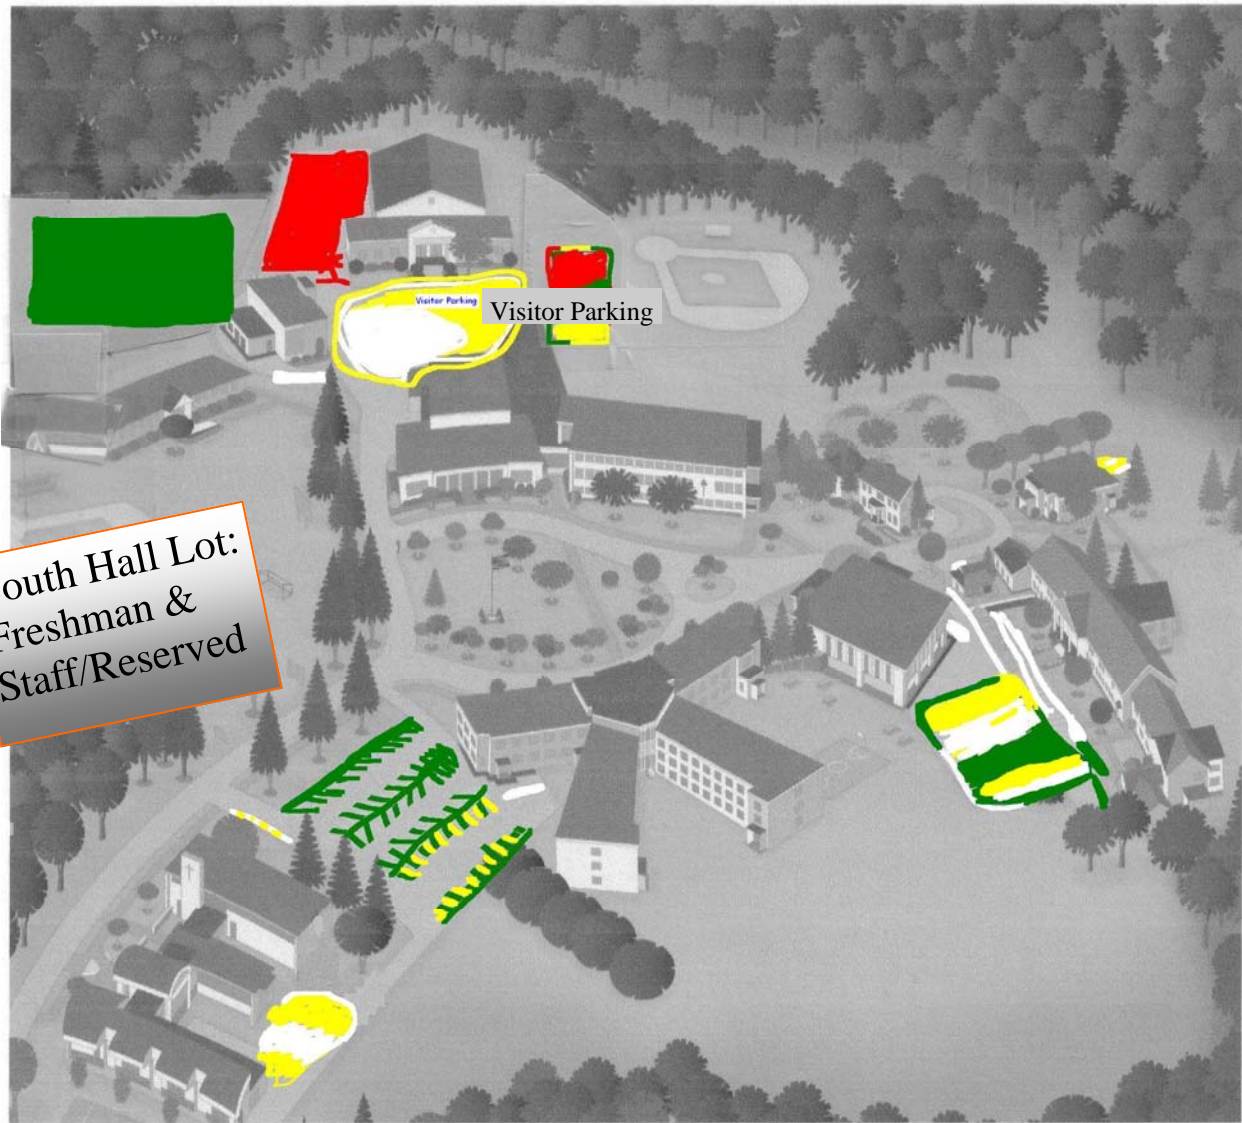 Visitor Parking
Visitor Parking
outh Hall Lot:
Freshman &
Staff/Reserved